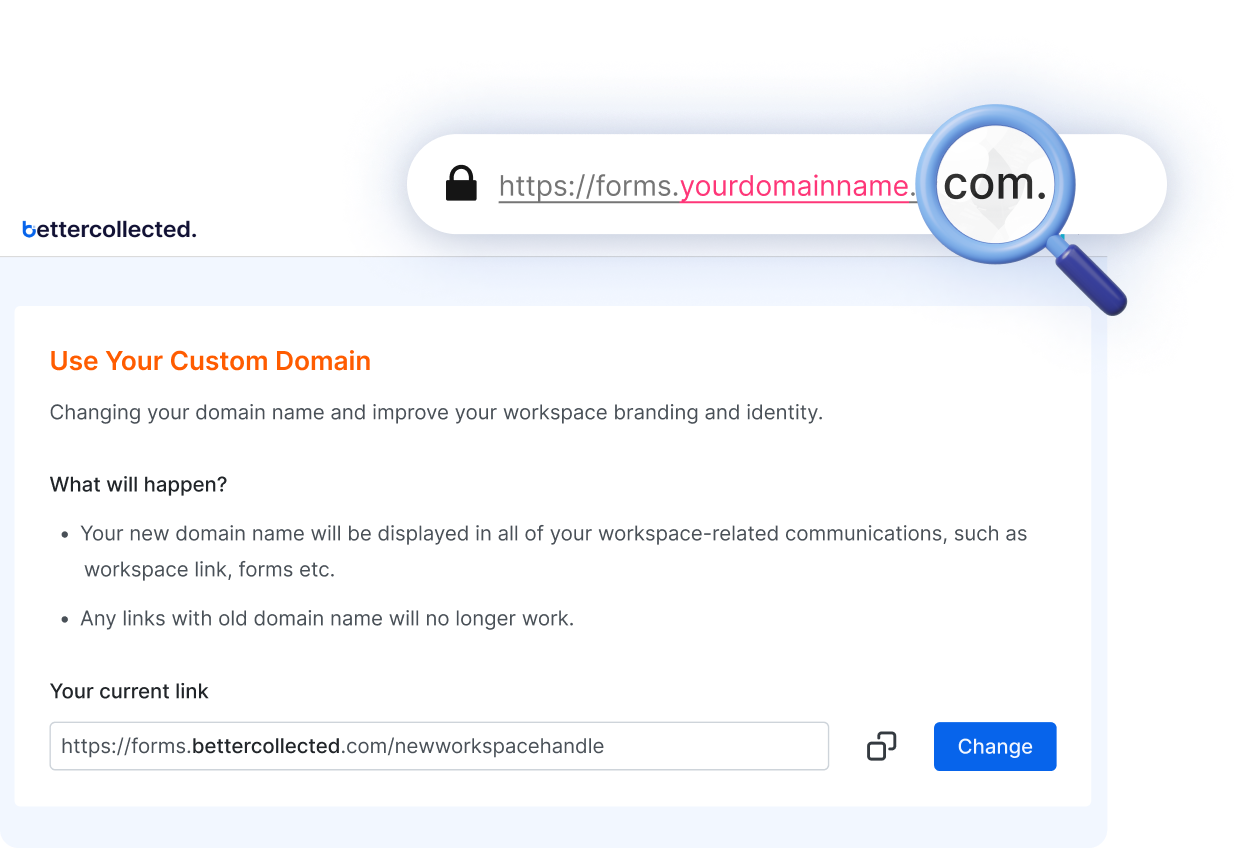 https://forms.yourdomainname.com.
bettercollected.
Use Your Custom Domain
Changing your domain name and improve your workspace branding and identity.
What will happen?
• Your new domain name will be displayed in all of your workspace-related communications, such as
workspace link, forms etc.
• Any links with old domain name will no longer work.
Your current link
https://forms.bettercollected.com/newworkspacehandle
Change